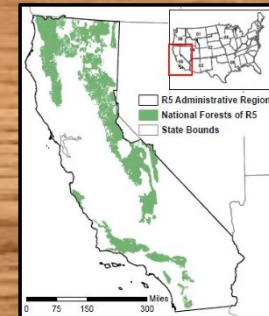 R5 Administrative Region
National Forests of R5
State Bounds
Miles
0 75 150 300